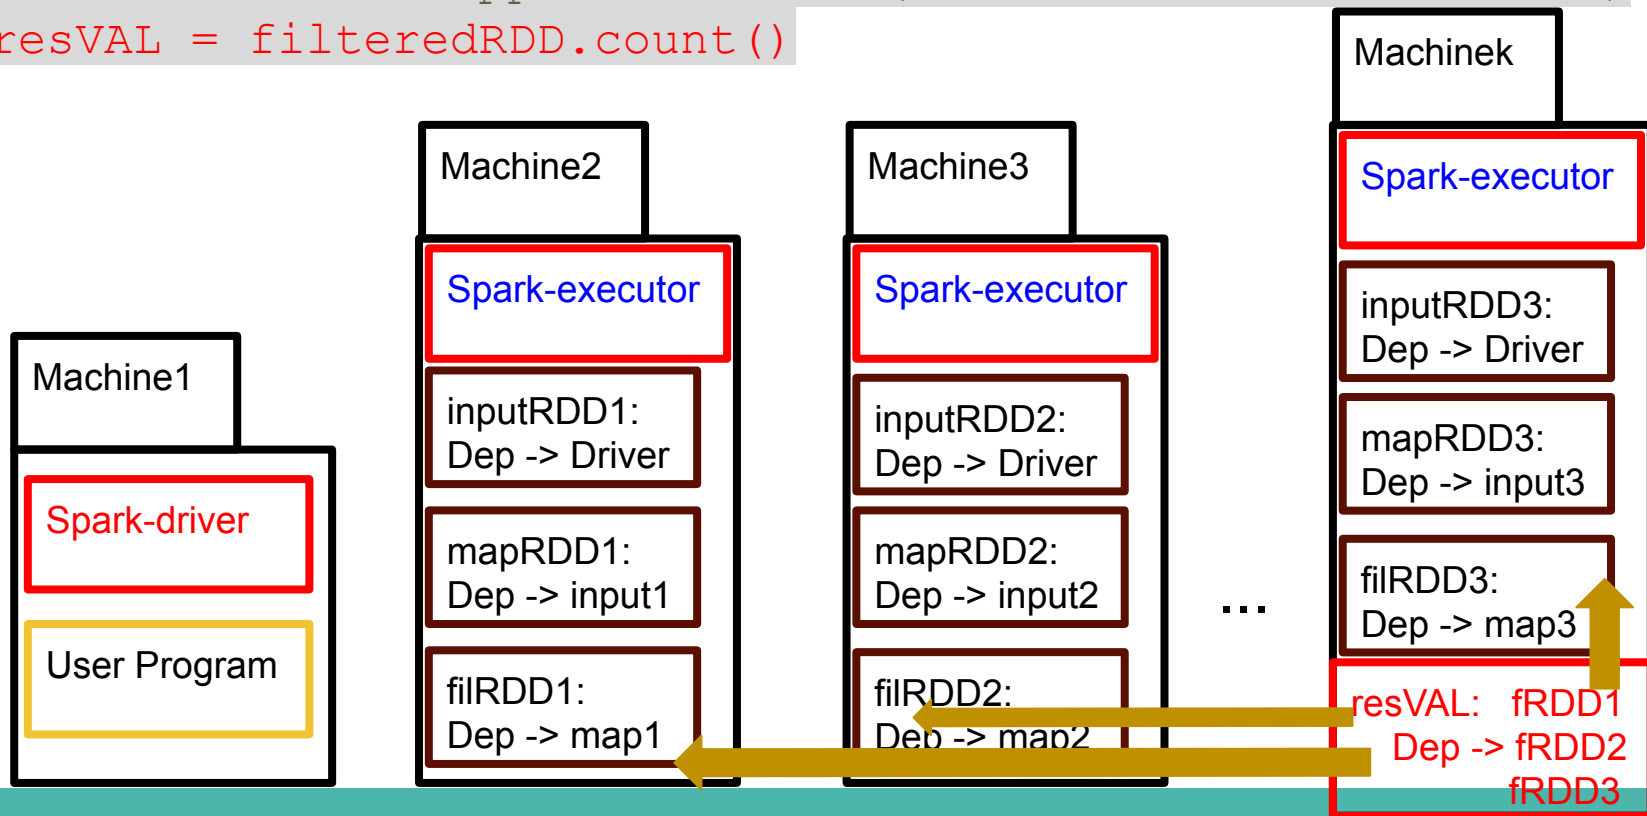 resVAL = filteredRDD.count()
Machine1
Spark-driver
User Program
Machine2
Spark-executor
inputRDD1:
Dep -> Driver
mapRDD1:
Dep -> input1
filRDD1:
Dep -> map1
Machine3
Spark-executor
inputRDD2:
Dep -> Driver
mapRDD2:
Dep -> input2
filRDD2:
Dep -> map2
...
Machinek
Spark-executor
inputRDD3:
Dep -> Driver
mapRDD3:
Dep -> input3
filRDD3:
Dep -> map3
resVAL: fRDD1
Dep -> fRDD2
fRDD3